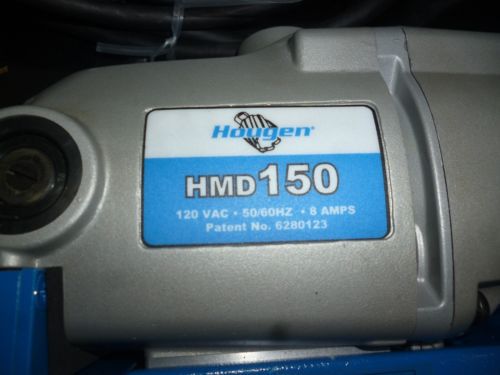 Hougen®
HMD150
120 VAC • 50/60HZ • 8 AMPS
Patent No. 6280123